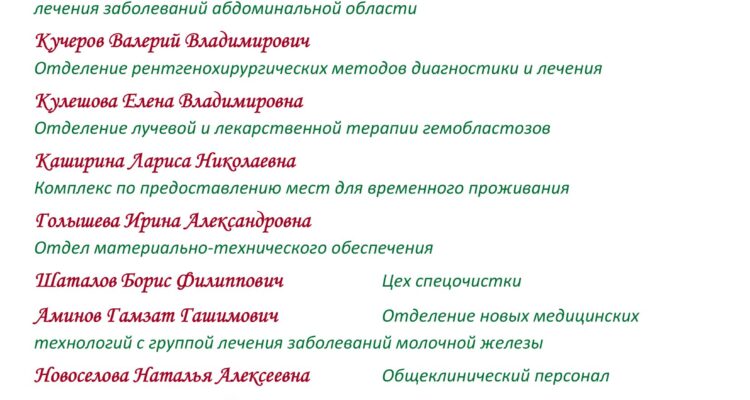 лечения заболеваний абдоминальной области
Кучеров Валерий Владимирович
Отделение рентгенохирургических методов диагностики и лечения
Кулешова Елена Владимировна
Отделение лучевой и лекарственной терапии гемобластозов
Каширина Лариса Николаевна
Комплекс по предоставлению мест для временного проживания
Голышева Ирина Александровна
Отдел материально-технического обеспечения
Шаталов Борис Филиппович Цех спецочистки
Аминов Гамзат Гашимович Отделение новых медицинских
технологий с группой лечения заболеваний молочной железы
Новоселова Наталья Алексеевна Общеклинический персонал